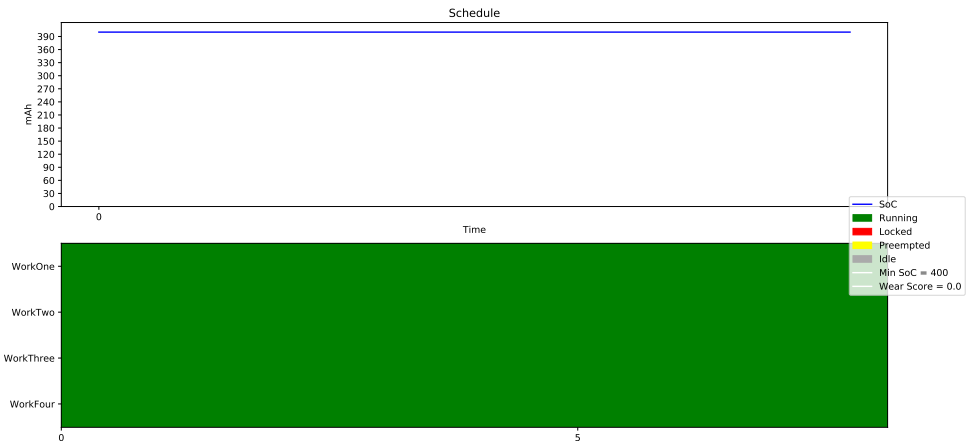 Schedule
390
360
330
300
270
240
210
180
150
120
90
60
30
0
mAh
0
Time
SoC
Running
Locked
Preempted
Idle
Min SoC = 400
Wear Score = 0.0
WorkOne
WorkTwo
WorkThree
WorkFour
0 5